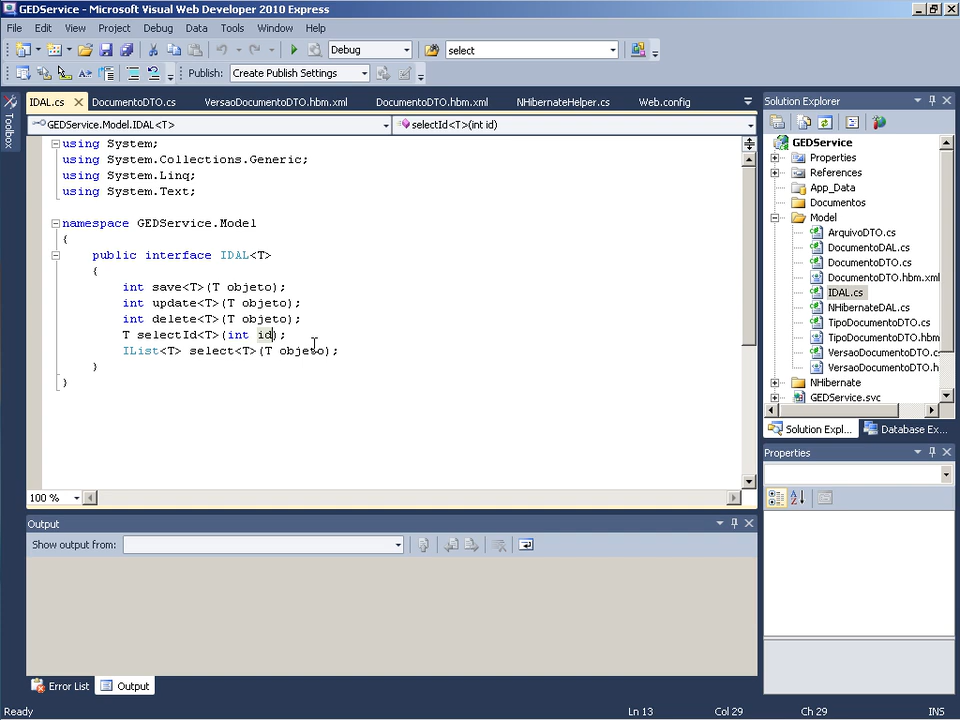 GEDService - Microsoft Visual Web Developer 2010 Express
File Edit View Project Debug Data Tools Window Help
Debug select
Publish: Create Publish Settings
IDAL.cs DocumentoDTO.cs VersaoDocumentoDTO.hbm.xml DocumentoDTO.hbm.xml NHibernateHelper.cs Web.config
GEDService.Model.IDAL<T> selectId<T>(int id)
Toolbox
using System;
using System.Collections.Generic;
using System.Linq;
using System.Text;
namespace GEDService.Model
{
public interface IDAL<T>
{
int save<T>(T objeto);
int update<T>(T objeto);
int delete<T>(T objeto);
T selectId<T>(int id);
IList<T> select<T>(T objeto);
}
}
100 %
Solution Explorer
GEDService
Properties
References
App_Data
Documentos
Model
ArquivoDTO.cs
DocumentoDAL.cs
DocumentoDTO.cs
DocumentoDTO.hbm.xml
IDAL.cs
NHibernateDAL.cs
TipoDocumentoDTO.cs
TipoDocumentoDTO.hbm
VersaoDocumentoDTO.cs
VersaoDocumentoDTO.h
NHibernate
GEDService.svc
Solution Expl... Database Ex...
Properties
Output
Show output from:
Error List Output
Ready Ln 13 Col 29 Ch 29 INS